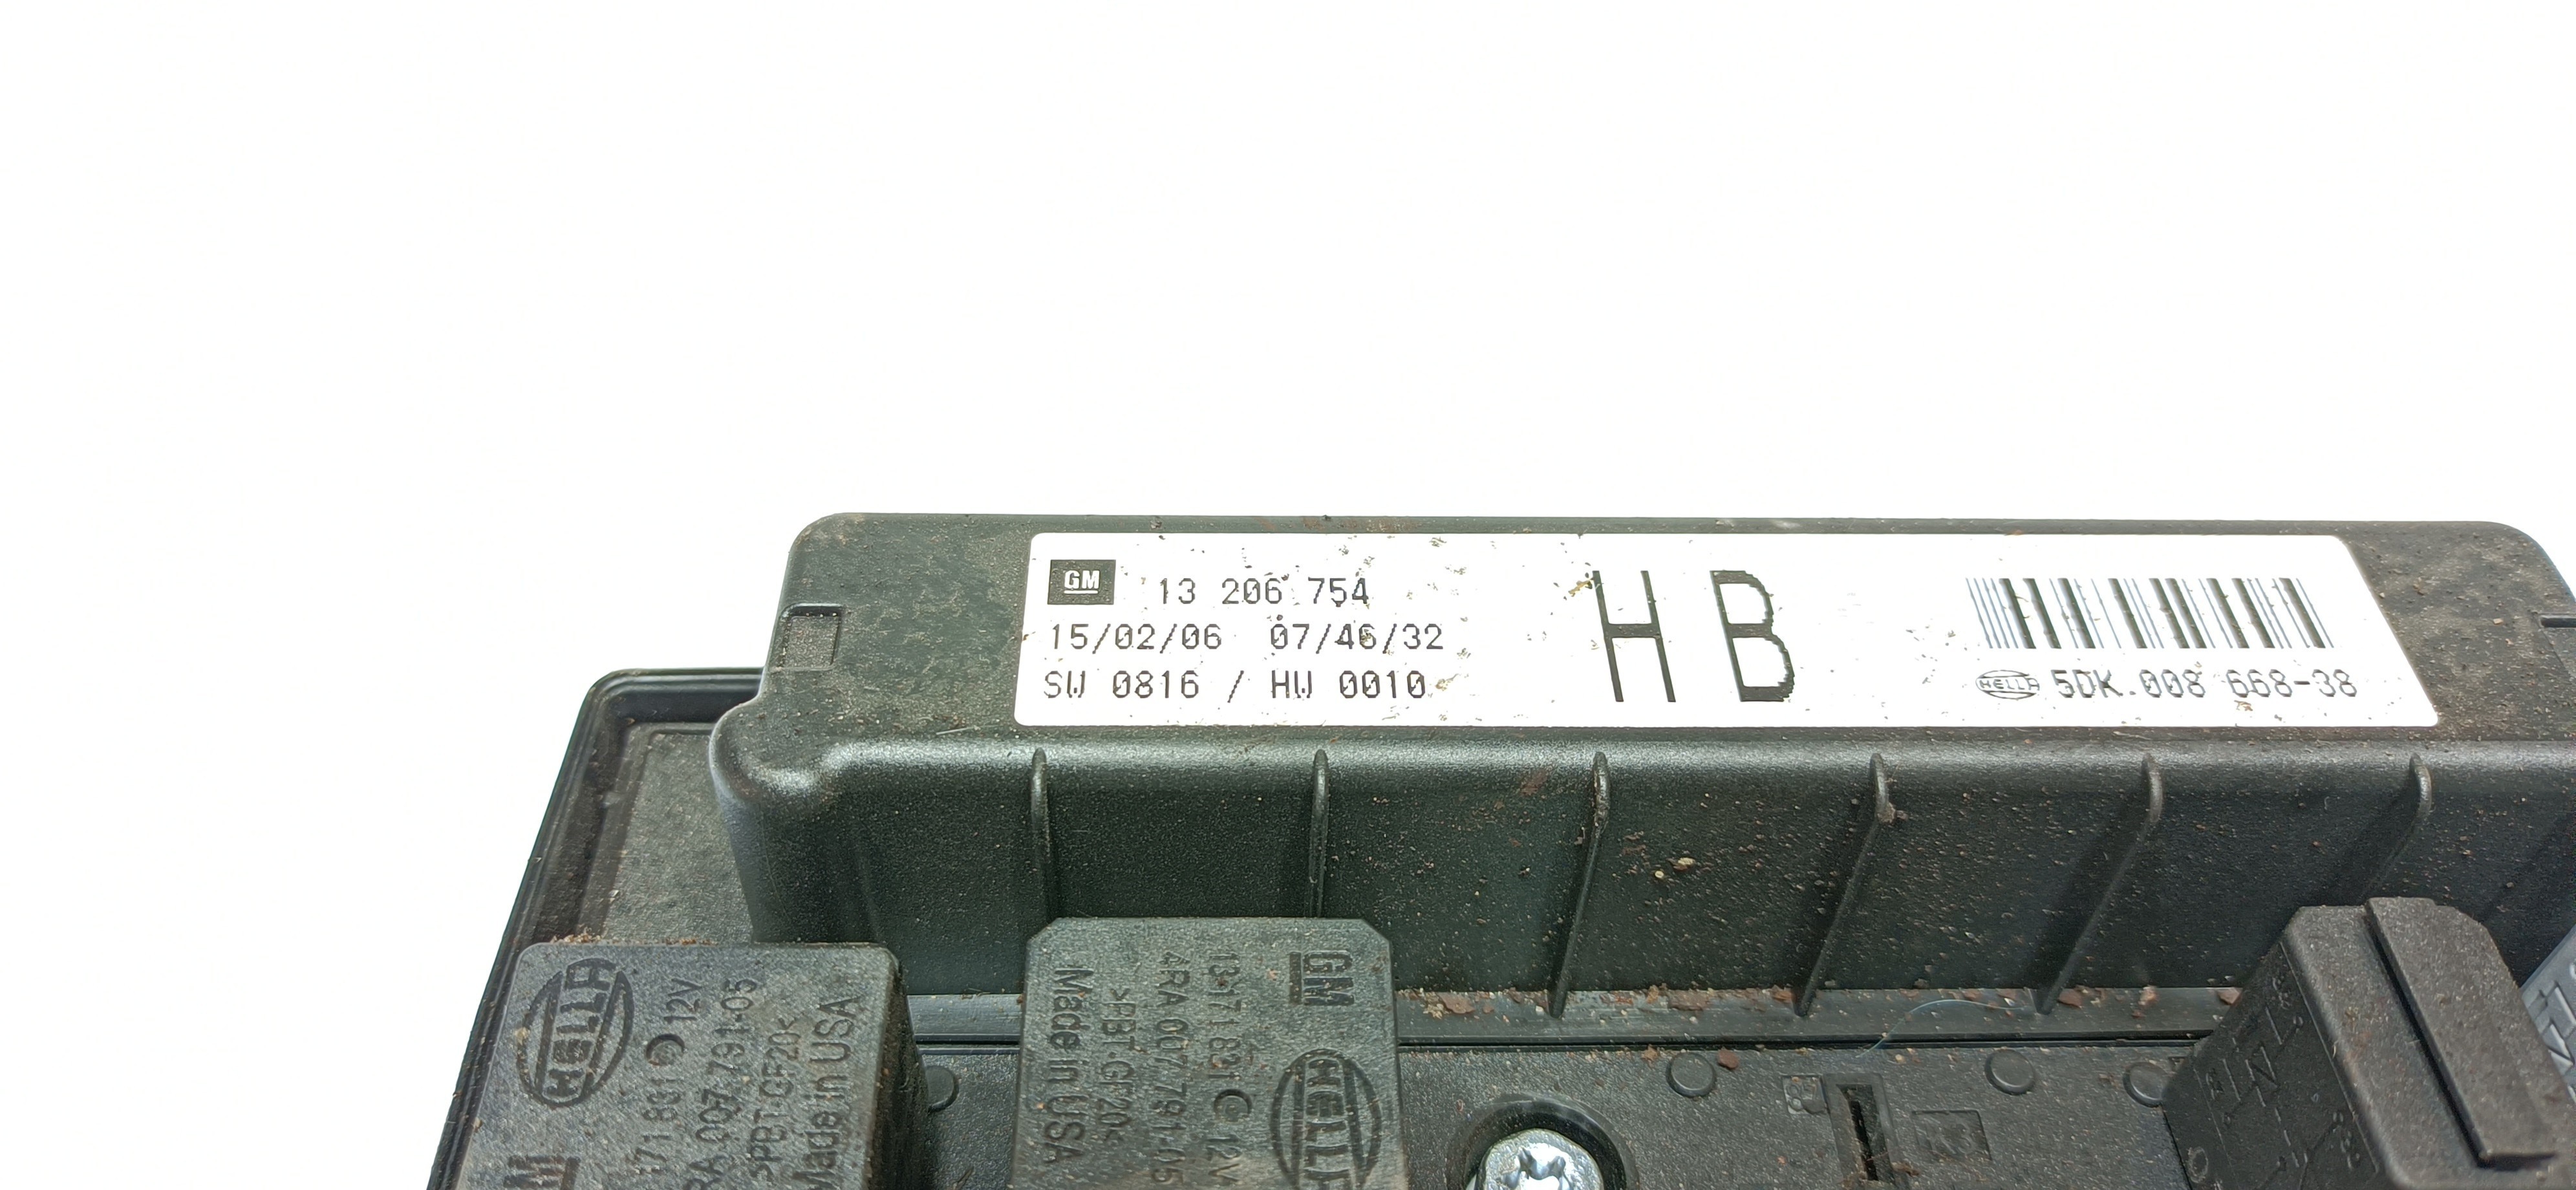 GM 13 206 754
15/02/06 07/46/32
SW 0816 / HW 0010
HB
HELLA 5DK.008 668-38
HELLA
12V
RA 007 791-05
>PBT-GF20<
Made in USA
GM
13171831 C 12V
4RA 007 791-05
>PBT-GF20<
Made in USA
HELLA